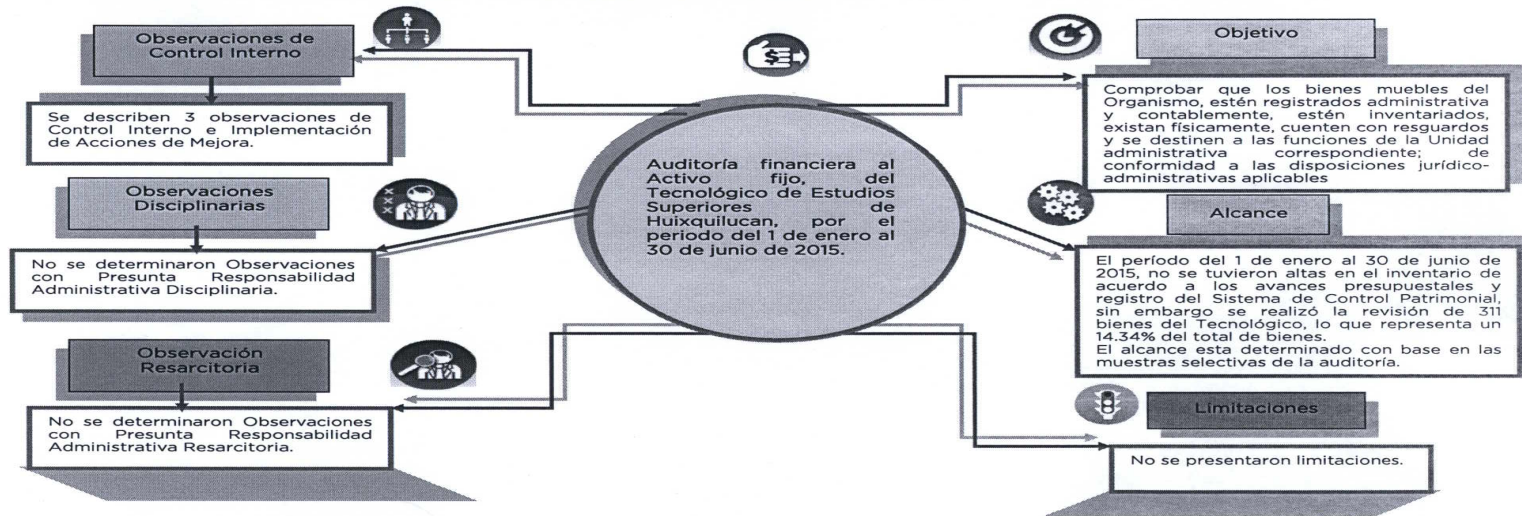 Observaciones de
Control Interno
Se describen 3 observaciones de
Control Interno e Implementación
de Acciones de Mejora.
Observaciones
Disciplinarias
No se determinaron Observaciones
con Presunta Responsabilidad
Administrativa Disciplinaria.
Observación
Resarcitoria
No se determinaron Observaciones
con Presunta Responsabilidad
Administrativa Resarcitoria.
$
Auditoría financiera al
Activo fijo, del
Tecnológico de Estudios
Superiores de
Huixquilucan, por el
periodo del 1 de enero al
30 de junio de 2015.
Objetivo
Comprobar que los bienes muebles del
Organismo, estén registrados administrativa
y contablemente, estén inventariados,
existan físicamente, cuenten con resguardos
y se destinen a las funciones de la Unidad
administrativa correspondiente; de
conformidad a las disposiciones jurídico-
administrativas aplicables
Alcance
El período del 1 de enero al 30 de junio de
2015, no se tuvieron altas en el inventario de
acuerdo a los avances presupuestales y
registro del Sistema de Control Patrimonial,
sin embargo se realizó la revisión de 311
bienes del Tecnológico, lo que representa un
14.34% del total de bienes.
El alcance esta determinado con base en las
muestras selectivas de la auditoría.
Limitaciones
No se presentaron limitaciones.